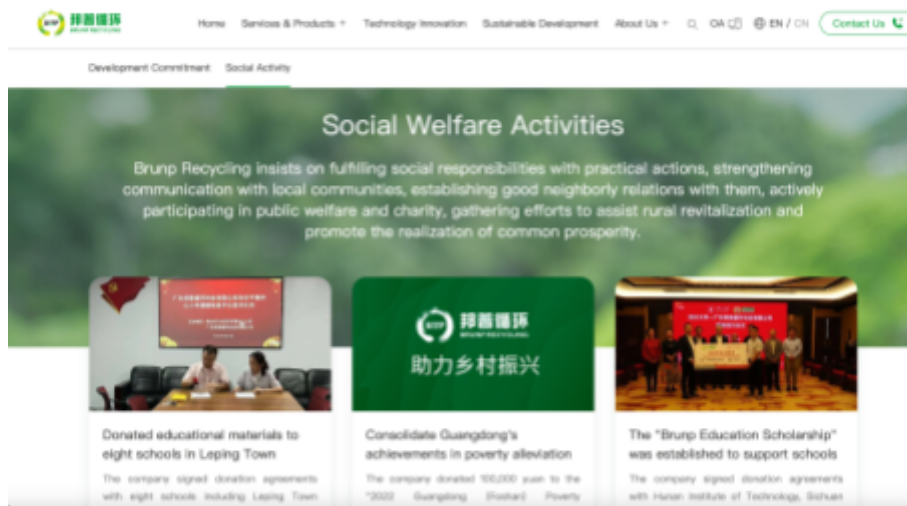 邦普循环
BRUNP RECYCLING
Home Services & Products + Technology Innovation Sustainable Development About Us + OA EN / CN Contact Us
Development Commitment Social Activity
Social Welfare Activities
Brunp Recycling insists on fulfilling social responsibilities with practical actions, strengthening
communication with local communities, establishing good neighborly relations with them, actively
participating in public welfare and charity, gathering efforts to assist rural revitalization and
promote the realization of common prosperity.
邦普循环
BRUNP RECYCLING
助力乡村振兴
Donated educational materials to
eight schools in Leping Town
The company signed donation agreements
with eight schools including Leping Town
Consolidate Guangdong's
achievements in poverty alleviation
The company donated 100,000 yuan to the
"2022 Guangdong (Foshan) Poverty
The "Brunp Education Scholarship"
was established to support schools
The company signed donation agreements
with Hunan Institute of Technology, Sichuan